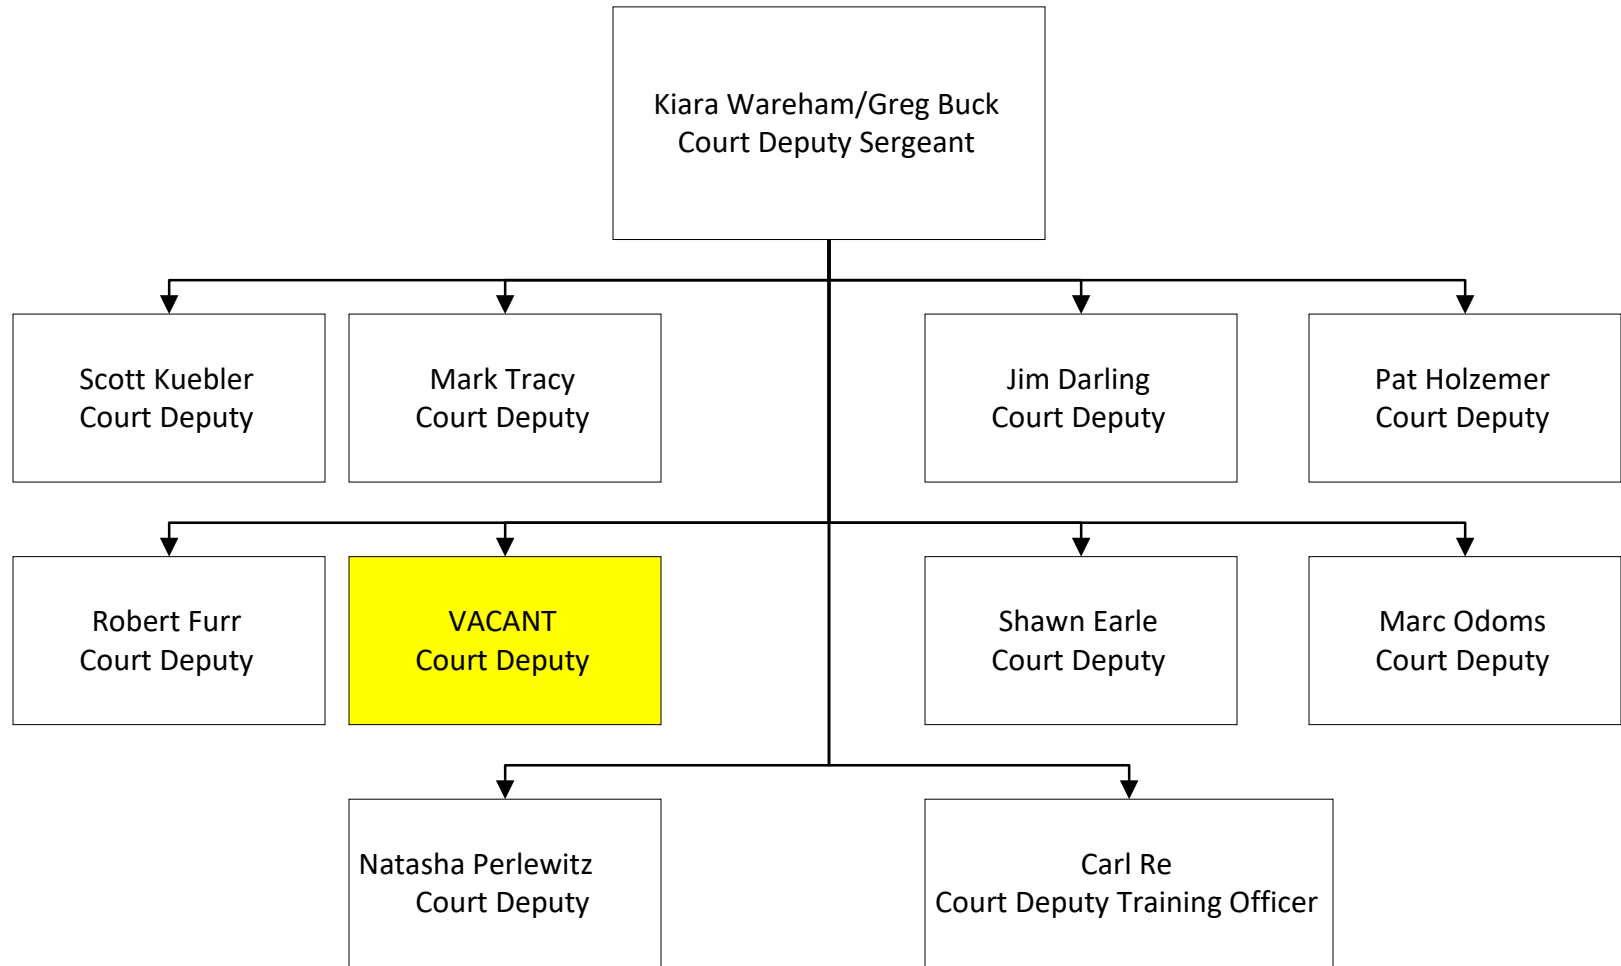 Kiara Wareham/Greg Buck
Court Deputy Sergeant
Scott Kuebler
Court Deputy
Mark Tracy
Court Deputy
Jim Darling
Court Deputy
Pat Holzemer
Court Deputy
Robert Furr
Court Deputy
VACANT
Court Deputy
Shawn Earle
Court Deputy
Marc Odoms
Court Deputy
Natasha Perlewitz
Court Deputy
Carl Re
Court Deputy Training Officer